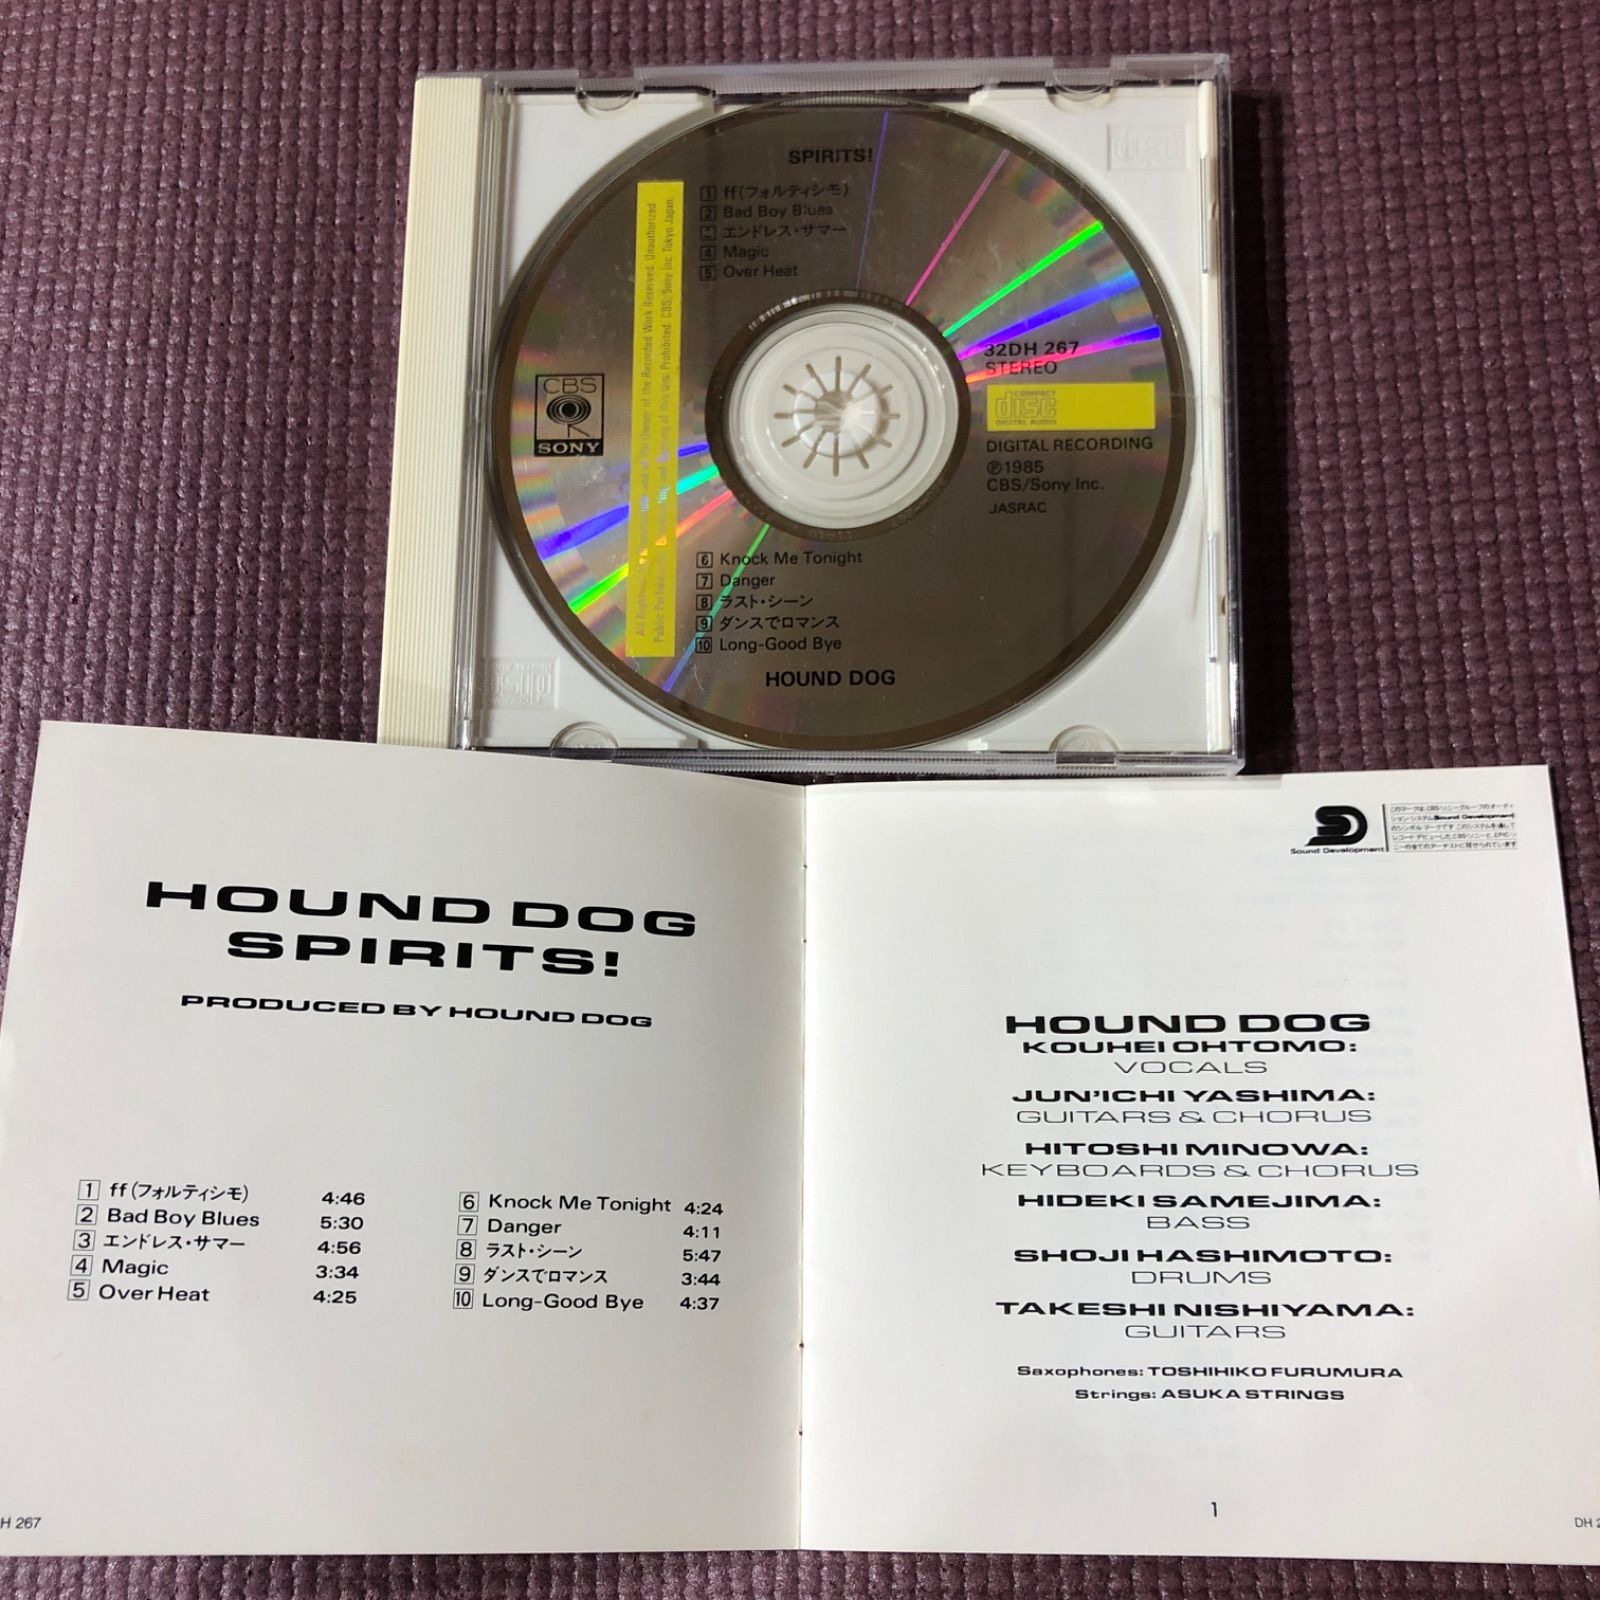 SPIRITS!
1 ff(フォルティシモ)
2 Bad Boy Blues
3 エンドレス・サマー
4 Magic
5 Over Heat
CBS
SONY
32DH 267
STEREO
COMPACT
disc
DIGITAL AUDIO
DIGITAL RECORDING
℗1985
CBS/Sony Inc.
JASRAC
6 Knock Me Tonight
7 Danger
8 ラスト・シーン
9 ダンスでロマンス
10 Long-Good Bye
HOUND DOG
HOUND DOG
SPIRITS!
PRODUCED BY HOUND DOG
1 ff(フォルティシモ) 4:46
2 Bad Boy Blues 5:30
3 エンドレス・サマー 4:56
4 Magic 3:34
5 Over Heat 4:25
6 Knock Me Tonight 4:24
7 Danger 4:11
8 ラスト・シーン 5:47
9 ダンスでロマンス 3:44
10 Long-Good Bye 4:37
H 267
Sound Development
HOUND DOG
KOUHEI OHTOMO:
VOCALS
JUN'ICHI YASHIMA:
GUITARS & CHORUS
HITOSHI MINOWA:
KEYBOARDS & CHORUS
HIDEKI SAMEJIMA:
BASS
SHOJI HASHIMOTO:
DRUMS
TAKESHI NISHIYAMA:
GUITARS
Saxophones: TOSHIHIKO FURUMURA
Strings: ASUKA STRINGS
1
DH 2